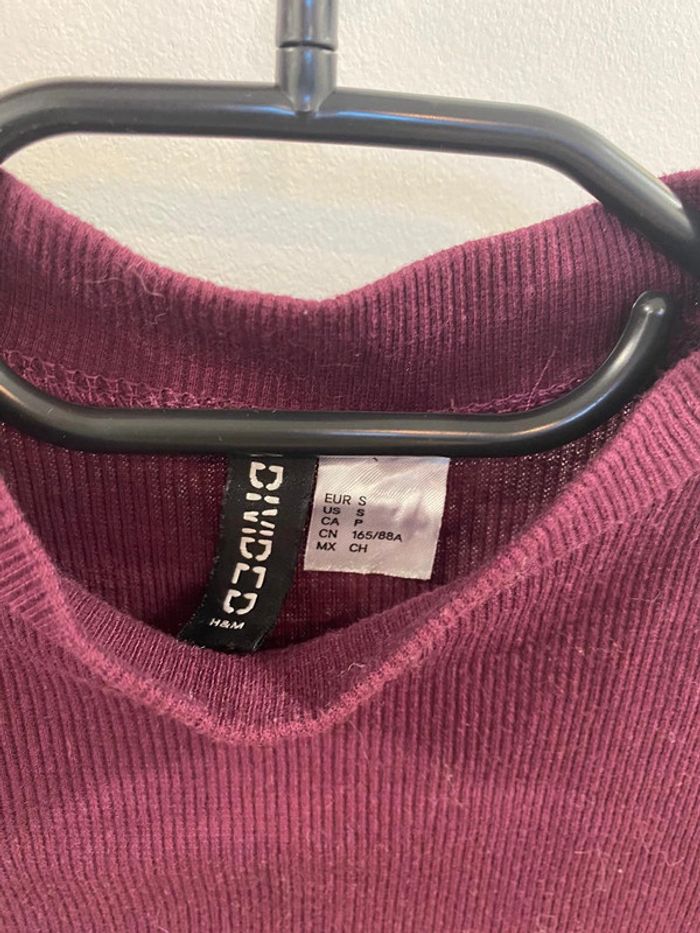 DIVIDED
H&M
EUR S
US S
CA P
CN 165/88A
MX CH